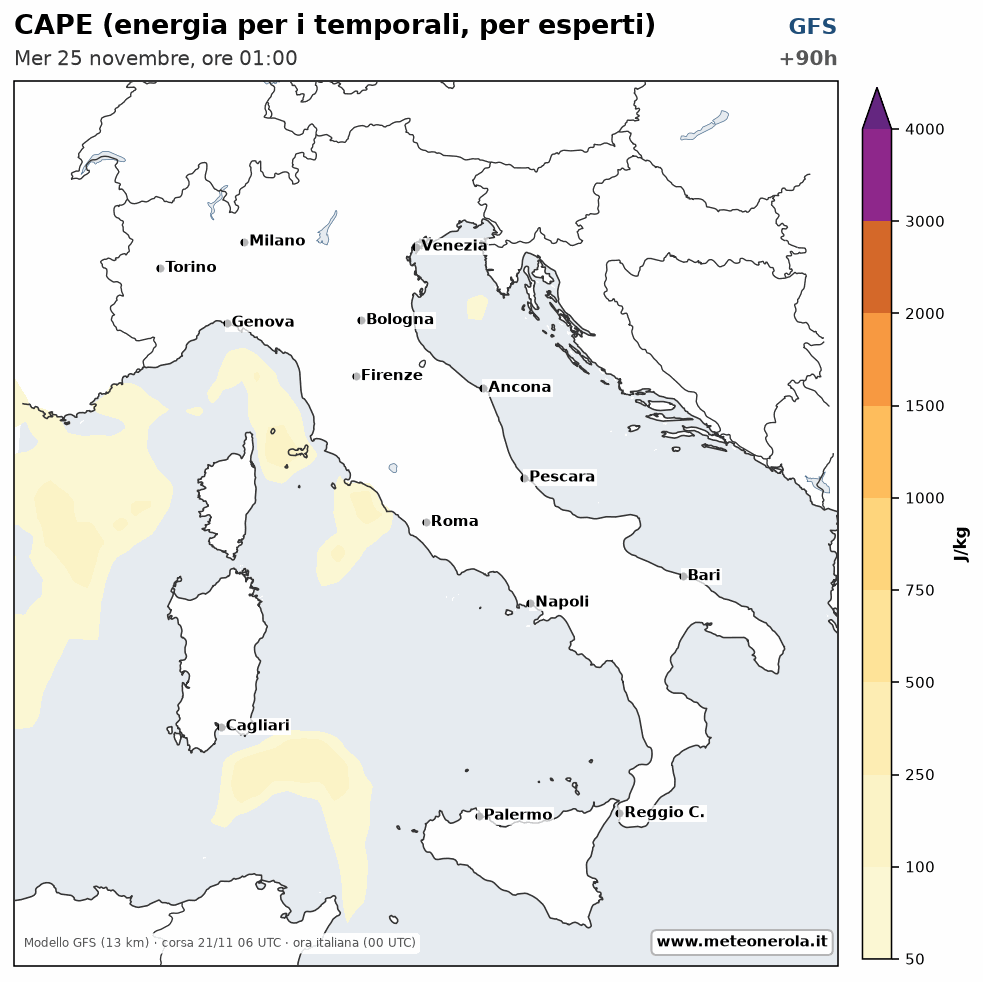 CAPE (energia per i temporali, per esperti)
GFS
Mer 25 novembre, ore 01:00
+90h
4000
3000
2000
1500
1000
750
500
250
100
50
J/kg
Milano
Venezia
Torino
Genova
Bologna
Firenze
Ancona
Pescara
Roma
Bari
Napoli
Cagliari
Palermo
Reggio C.
Modello GFS (13 km) · corsa 21/11 06 UTC · ora italiana (00 UTC)
www.meteonerola.it